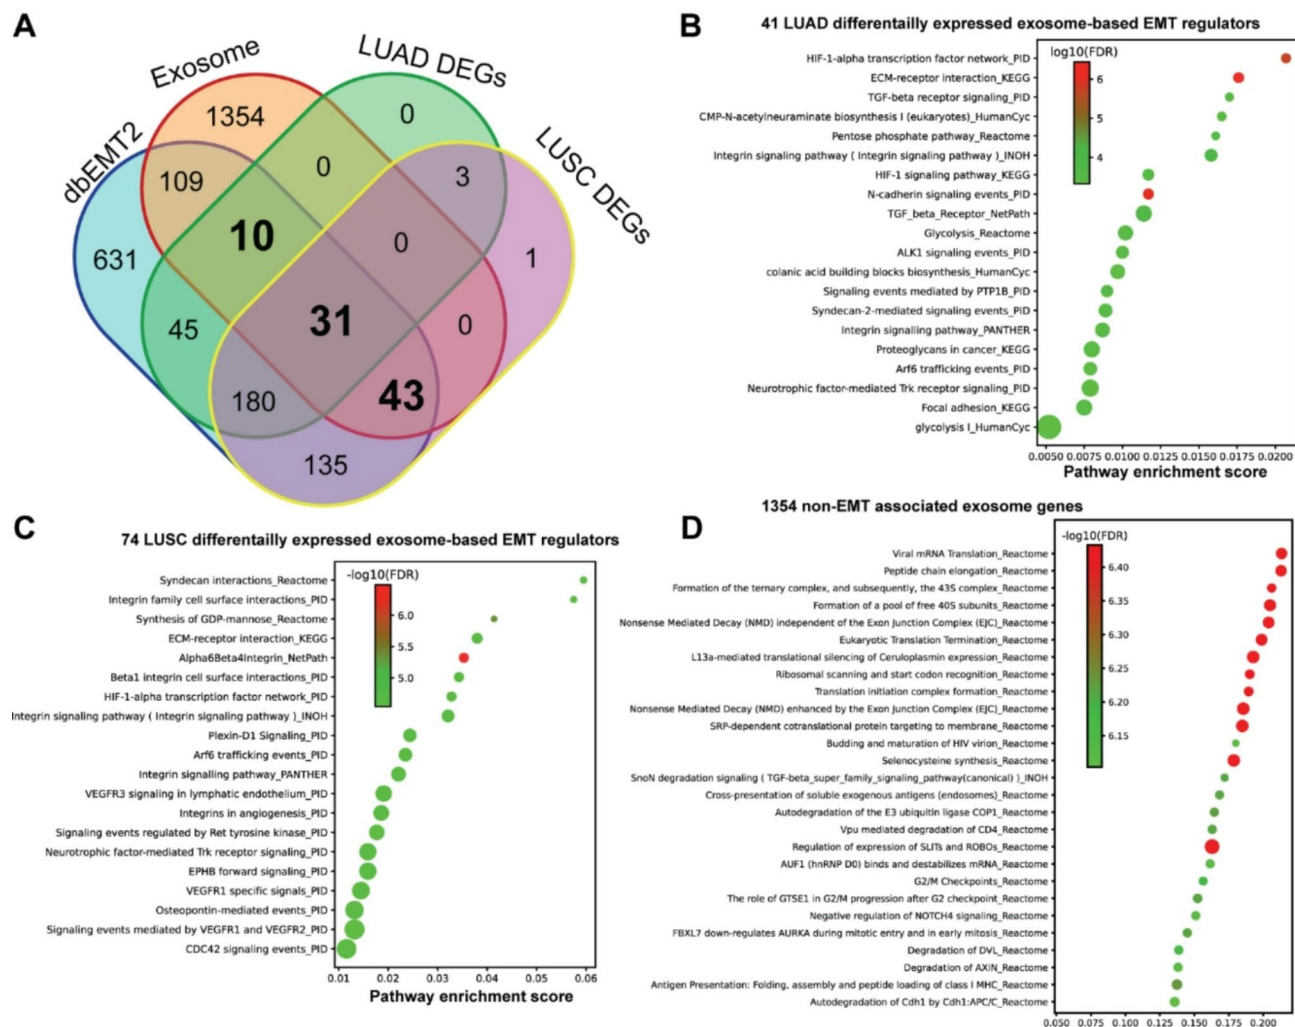 A
Exosome
LUAD DEGs
dbEMT2
LUSC DEGs
1354
0
109
0
3
10
0
631
1
31
45
0
180
43
135
B
41 LUAD differentailly expressed exosome-based EMT regulators
log10(FDR)
6
5
4
HIF-1-alpha transcription factor network_PID
ECM-receptor interaction_KEGG
TGF-beta receptor signaling_PID
CMP-N-acetylneuraminate biosynthesis I (eukaryotes)_HumanCyc
Pentose phosphate pathway_Reactome
Integrin signaling pathway ( Integrin signaling pathway )_INOH
HIF-1 signaling pathway_KEGG
N-cadherin signaling events_PID
TGF_beta_Receptor_NetPath
Glycolysis_Reactome
ALK1 signaling events_PID
colanic acid building blocks biosynthesis_HumanCyc
Signaling events mediated by PTP1B_PID
Syndecan-2-mediated signaling events_PID
Integrin signalling pathway_PANTHER
Proteoglycans in cancer_KEGG
Arf6 trafficking events_PID
Neurotrophic factor-mediated Trk receptor signaling_PID
Focal adhesion_KEGG
glycolysis I_HumanCyc
0.0050 0.0075 0.0100 0.0125 0.0150 0.0175 0.0200
Pathway enrichment score
C
74 LUSC differentailly expressed exosome-based EMT regulators
-log10(FDR)
6.0
5.5
5.0
Syndecan interactions_Reactome
Integrin family cell surface interactions_PID
Synthesis of GDP-mannose_Reactome
ECM-receptor interaction_KEGG
Alpha6Beta4Integrin_NetPath
Beta1 integrin cell surface interactions_PID
HIF-1-alpha transcription factor network_PID
Integrin signaling pathway ( Integrin signaling pathway )_INOH
Plexin-D1 Signaling_PID
Arf6 trafficking events_PID
Integrin signalling pathway_PANTHER
VEGFR3 signaling in lymphatic endothelium_PID
Integrins in angiogenesis_PID
Signaling events regulated by Ret tyrosine kinase_PID
Neurotrophic factor-mediated Trk receptor signaling_PID
EPHB forward signaling_PID
VEGFR1 specific signals_PID
Osteopontin-mediated events_PID
Signaling events mediated by VEGFR1 and VEGFR2_PID
CDC42 signaling events_PID
0.01 0.02 0.03 0.04 0.05 0.06
Pathway enrichment score
D
1354 non-EMT associated exosome genes
-log10(FDR)
6.40
6.35
6.30
6.20
6.15
Viral mRNA Translation_Reactome
Peptide chain elongation_Reactome
Formation of the ternary complex, and subsequently, the 43S complex_Reactome
Formation of a pool of free 40S subunits_Reactome
Nonsense Mediated Decay (NMD) independent of the Exon Junction Complex (EJC)_Reactome
Eukaryotic Translation Termination_Reactome
L13a-mediated translational silencing of Ceruloplasmin expression_Reactome
Ribosomal scanning and start codon recognition_Reactome
Translation initiation complex formation_Reactome
Nonsense Mediated Decay (NMD) enhanced by the Exon Junction Complex (EJC)_Reactome
SRP-dependent cotranslational protein targeting to membrane_Reactome
Budding and maturation of HIV virion_Reactome
Selenocysteine synthesis_Reactome
SnoN degradation signaling ( TGF-beta_super_family_signaling_pathway(canonical) )_INOH
Cross-presentation of soluble exogenous antigens (endosomes)_Reactome
Autodegradation of the E3 ubiquitin ligase COP1_Reactome
Vpu mediated degradation of CD4_Reactome
Regulation of expression of SLITs and ROBOs_Reactome
AUF1 (hnRNP D0) binds and destabilizes mRNA_Reactome
G2/M Checkpoints_Reactome
The role of GTSE1 in G2/M progression after G2 checkpoint_Reactome
Negative regulation of NOTCH4 signaling_Reactome
FBXL7 down-regulates AURKA during mitotic entry and in early mitosis_Reactome
Degradation of DVL_Reactome
Degradation of AXIN_Reactome
Antigen Presentation: Folding, assembly and peptide loading of class I MHC_Reactome
Autodegradation of Cdh1 by Cdh1:APC/C_Reactome
0.050 0.075 0.100 0.125 0.150 0.175 0.200